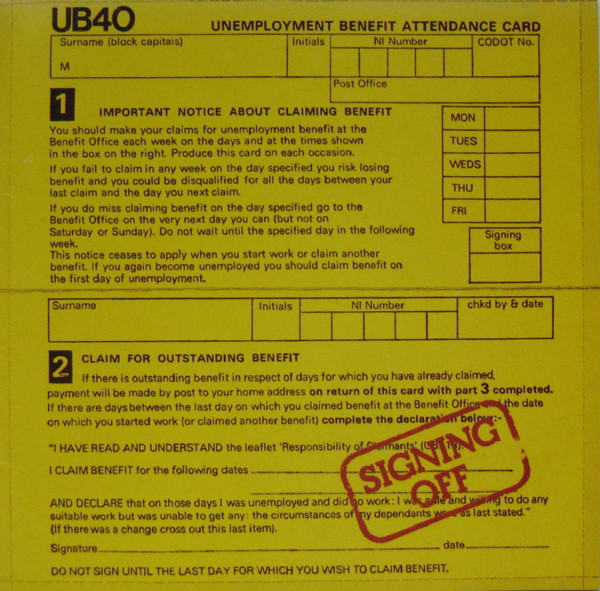 UB40 UNEMPLOYMENT BENEFIT ATTENDANCE CARD
Surname (block capitals) Initials NI Number CODOT No.
M
Post Office
1 IMPORTANT NOTICE ABOUT CLAIMING BENEFIT
You should make your claims for unemployment benefit at the
Benefit Office each week on the days and at the times shown
in the box on the right. Produce this card on each occasion.
If you fail to claim in any week on the day specified you risk losing
benefit and you could be disqualified for all the days between your
last claim and the day you next claim.
If you do miss claiming benefit on the day specified go to the
Benefit Office on the very next day you can (but not on
Saturday or Sunday). Do not wait until the specified day in the following
week.
This notice ceases to apply when you start work or claim another
benefit. If you again become unemployed you should claim benefit on
the first day of unemployment.
MON
TUES
WEDS
THU
FRI
Signing
box
Surname Initials NI Number chkd by & date
2 CLAIM FOR OUTSTANDING BENEFIT
If there is outstanding benefit in respect of days for which you have already claimed,
payment will be made by post to your home address on return of this card with part 3 completed.
If there are days between the last day on which you claimed benefit at the Benefit Office and the date
on which you started work (or claimed another benefit) complete the declaration below:-
"I HAVE READ AND UNDERSTAND the leaflet 'Responsibility of Claimants'
I CLAIM BENEFIT for the following dates
AND DECLARE that on those days I was unemployed and did no work: I was able and willing to do any
suitable work but was unable to get any: the circumstances of my dependants were as last stated."
(If there was a change cross out this last item).
Signature date
DO NOT SIGN UNTIL THE LAST DAY FOR WHICH YOU WISH TO CLAIM BENEFIT.
SIGNING
OFF